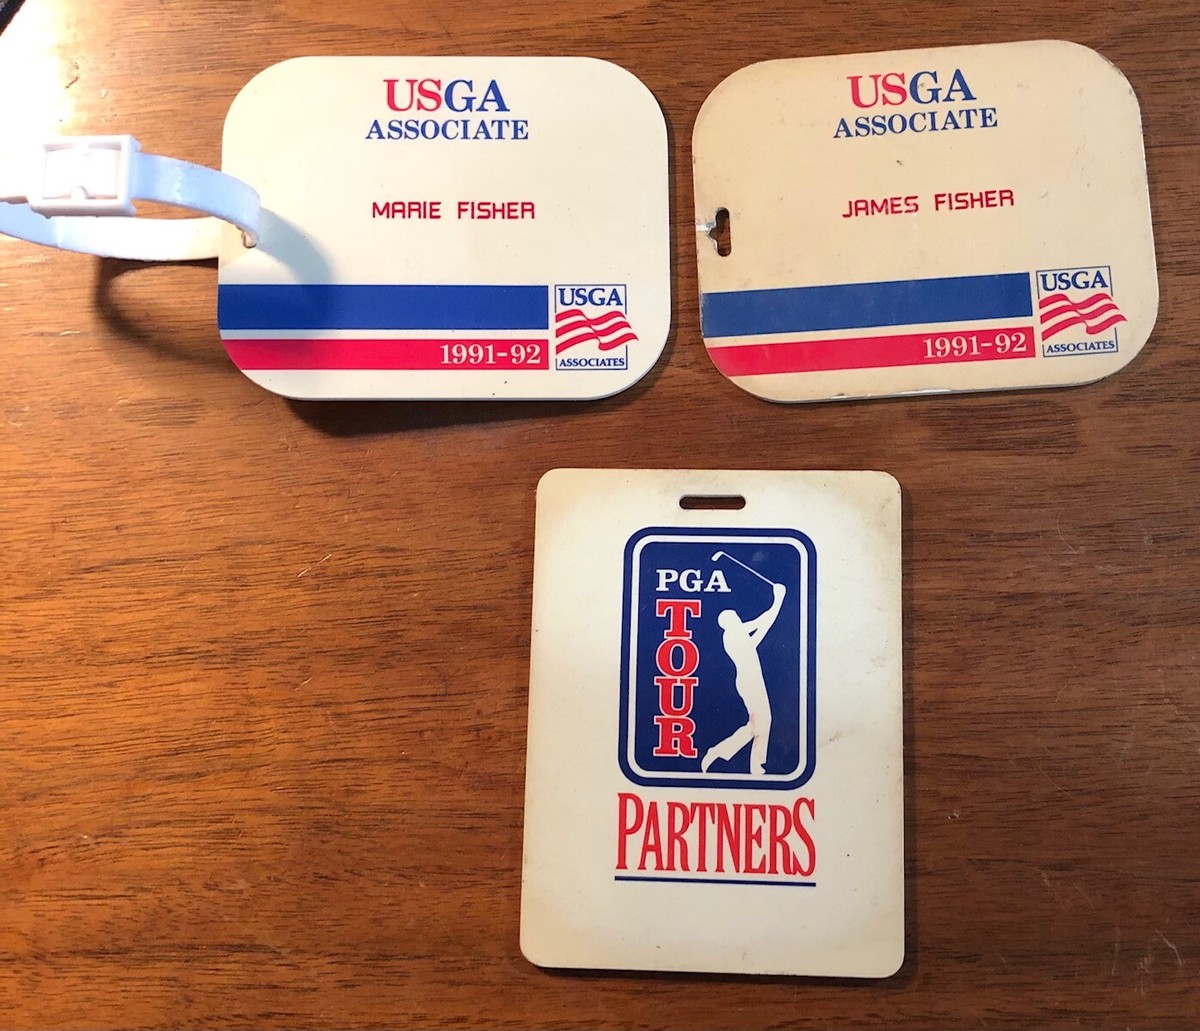 USGA
ASSOCIATE
MARIE FISHER
1991-92
USGA
ASSOCIATES
USGA
ASSOCIATE
JAMES FISHER
1991-92
USGA
ASSOCIATES
PGA
TOUR
PARTNERS